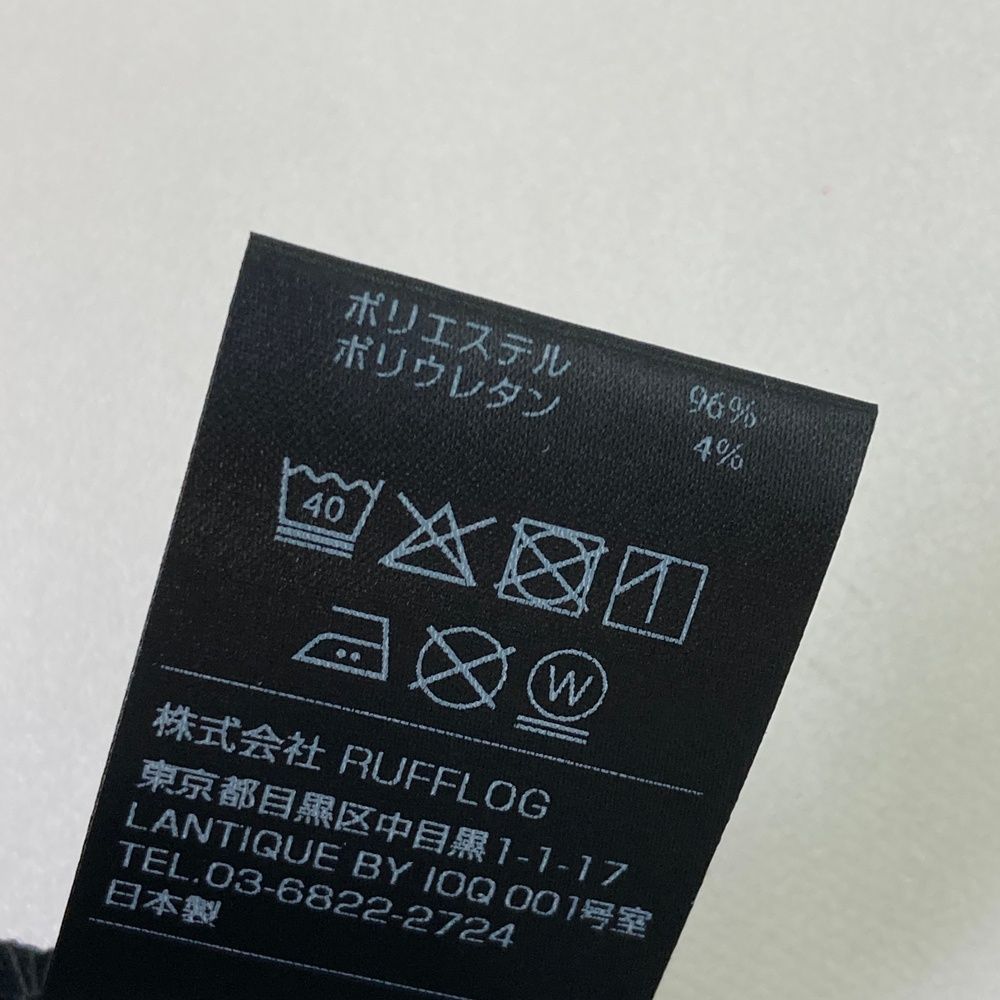 ポリエステル 96%
ポリウレタン 4%
40
W
株式会社 RUFFLOG
東京都目黒区中目黒1-1-17
LANTIQUE BY IOQ 001号室
TEL.03-6822-2724
日本製